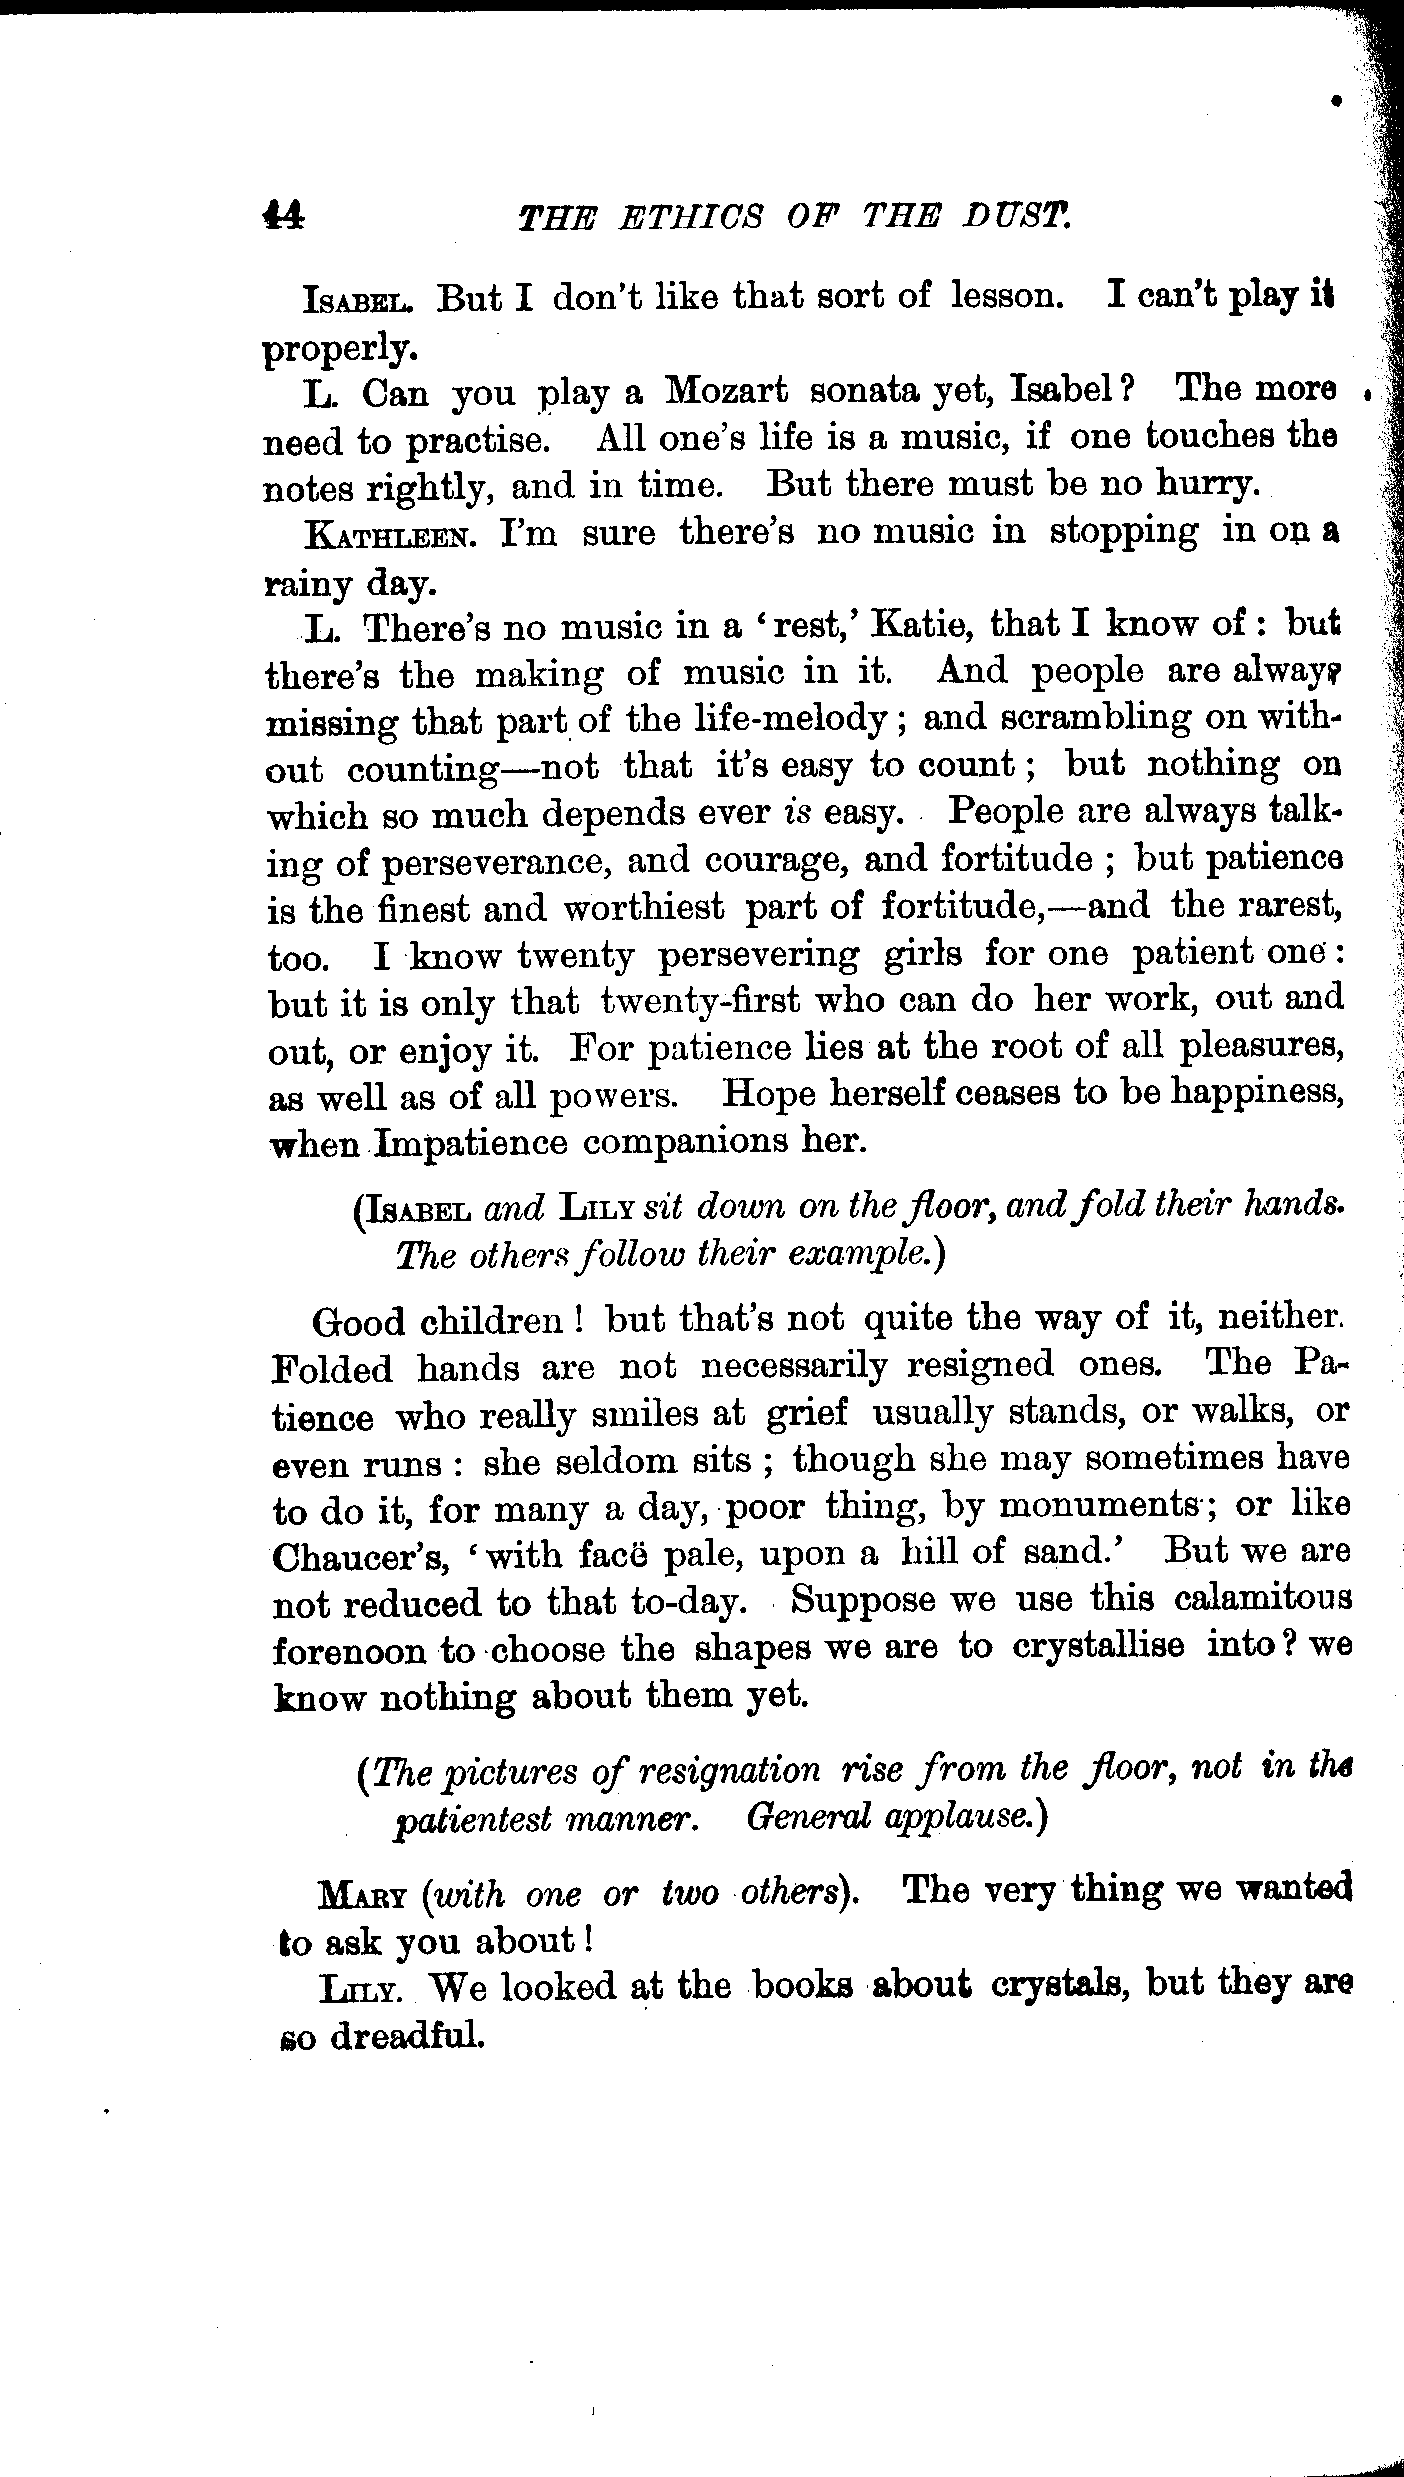 44 THE ETHICS OF THE DUST.
ISABEL. But I don't like that sort of lesson. I can't play it
properly.
L. Can you play a Mozart sonata yet, Isabel? The more
need to practise. All one's life is a music, if one touches the
notes rightly, and in time. But there must be no hurry.
KATHLEEN. I'm sure there's no music in stopping in on a
rainy day.
L. There's no music in a ‘rest,’ Katie, that I know of: but
there's the making of music in it. And people are always
missing that part of the life-melody; and scrambling on with-
out counting—not that it's easy to count; but nothing on
which so much depends ever is easy. People are always talk-
ing of perseverance, and courage, and fortitude; but patience
is the finest and worthiest part of fortitude,—and the rarest,
too. I know twenty persevering girls for one patient one:
but it is only that twenty-first who can do her work, out and
out, or enjoy it. For patience lies at the root of all pleasures,
as well as of all powers. Hope herself ceases to be happiness,
when Impatience companions her.
(ISABEL and LILY sit down on the floor, and fold their hands.
The others follow their example.)
Good children! but that's not quite the way of it, neither.
Folded hands are not necessarily resigned ones. The Pa-
tience who really smiles at grief usually stands, or walks, or
even runs: she seldom sits; though she may sometimes have
to do it, for many a day, poor thing, by monuments; or like
Chaucer's, ‘with facë pale, upon a hill of sand.’ But we are
not reduced to that to-day. Suppose we use this calamitous
forenoon to choose the shapes we are to crystallise into? we
know nothing about them yet.
(The pictures of resignation rise from the floor, not in the
patientest manner. General applause.)
MARY (with one or two others). The very thing we wanted
to ask you about!
LILY. We looked at the books about crystals, but they are
so dreadful.